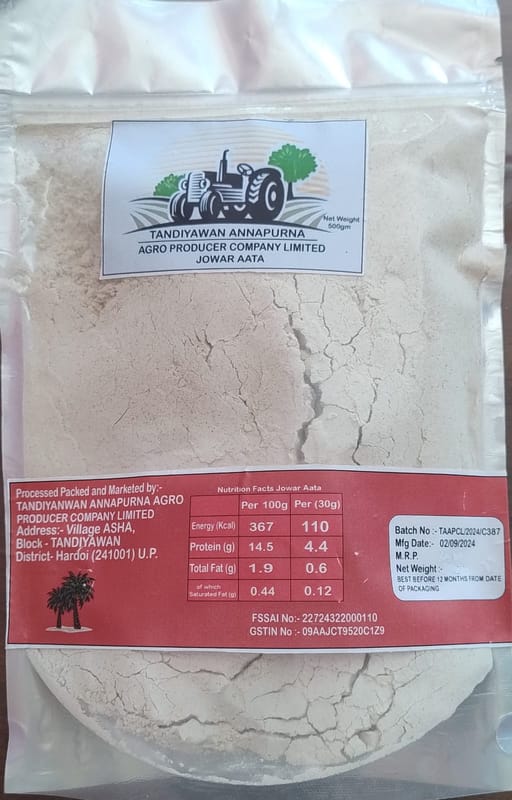 Net Weight
500gm
TANDIYAWAN ANNAPURNA
AGRO PRODUCER COMPANY LIMITED
JOWAR AATA
Processed Packed and Marketed by:-
TANDIYANWAN ANNAPURNA AGRO
PRODUCER COMPANY LIMITED
Address:- Village ASHA,
Block - TANDIYAWAN
District- Hardoi (241001) U.P.
Nutrition Facts Jowar Aata
Per 100g Per (30g)
Energy (Kcal) 367 110
Protein (g) 14.5 4.4
Total Fat (g) 1.9 0.6
of which
Saturated Fat (g) 0.44 0.12
FSSAI No:- 22724322000110
GSTIN No :- 09AAJCT9520C1Z9
Batch No :- TAAPCL/2024/C387
Mfg Date:- 02/09/2024
M.R.P.
Net Weight :-
BEST BEFORE 12 MONTHS FROM DATE
OF PACKAGING